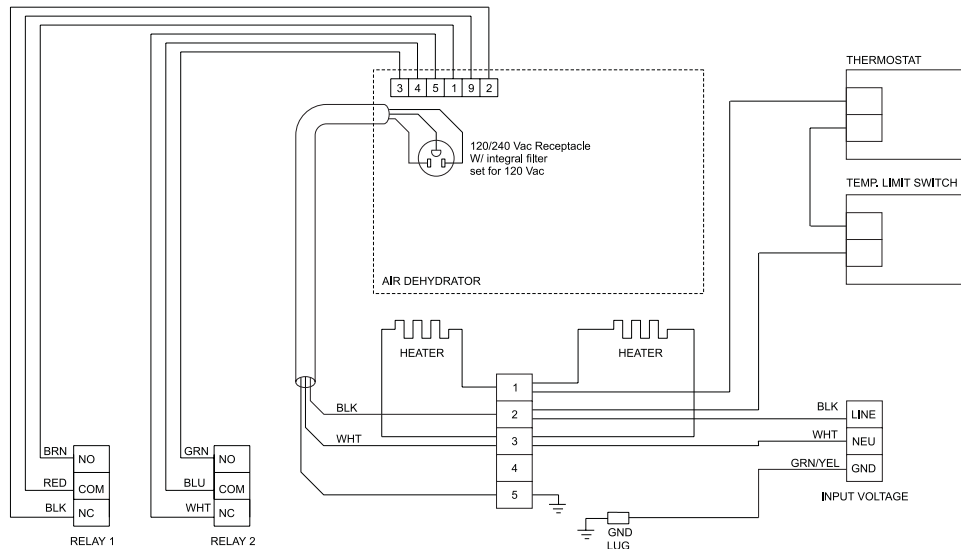 THERMOSTAT
3 4 5 1 9 2
120/240 Vac Receptacle
W/ integral filter
set for 120 Vac
TEMP. LIMIT SWITCH
AIR DEHYDRATOR
HEATER
HEATER
1
2
3
4
5
BLK
WHT
BLK LINE
WHT NEU
GRN/YEL GND
INPUT VOLTAGE
BRN NO
RED COM
BLK NC
RELAY 1
GRN NO
BLU COM
WHT NC
RELAY 2
GND
LUG